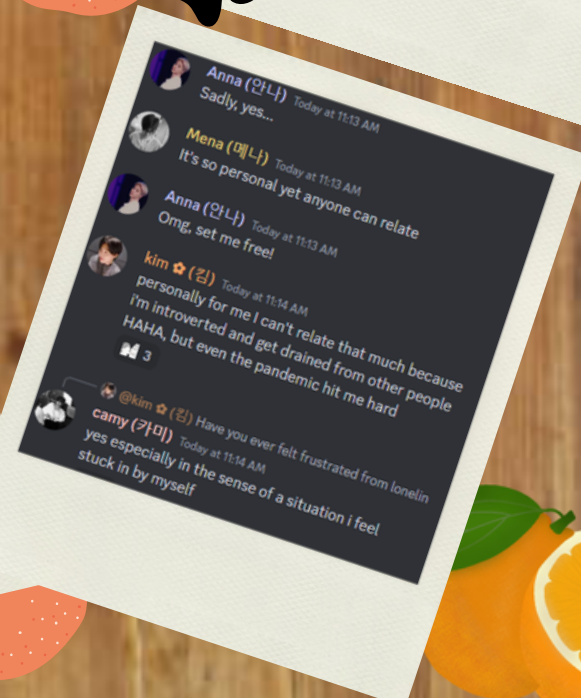 Anna (안나) Today at 11:13 AM
Sadly, yes...
Mena (메나) Today at 11:13 AM
It's so personal yet anyone can relate
Anna (안나) Today at 11:13 AM
Omg, set me free!
kim ✿ (킴) Today at 11:14 AM
personally for me I can't relate that much because
i'm introverted and get drained from other people
HAHA, but even the pandemic hit me hard
3
@kim ✿ (킴) Have you ever felt frustrated from lonelin
camy (카미) Today at 11:14 AM
yes especially in the sense of a situation i feel
stuck in by myself